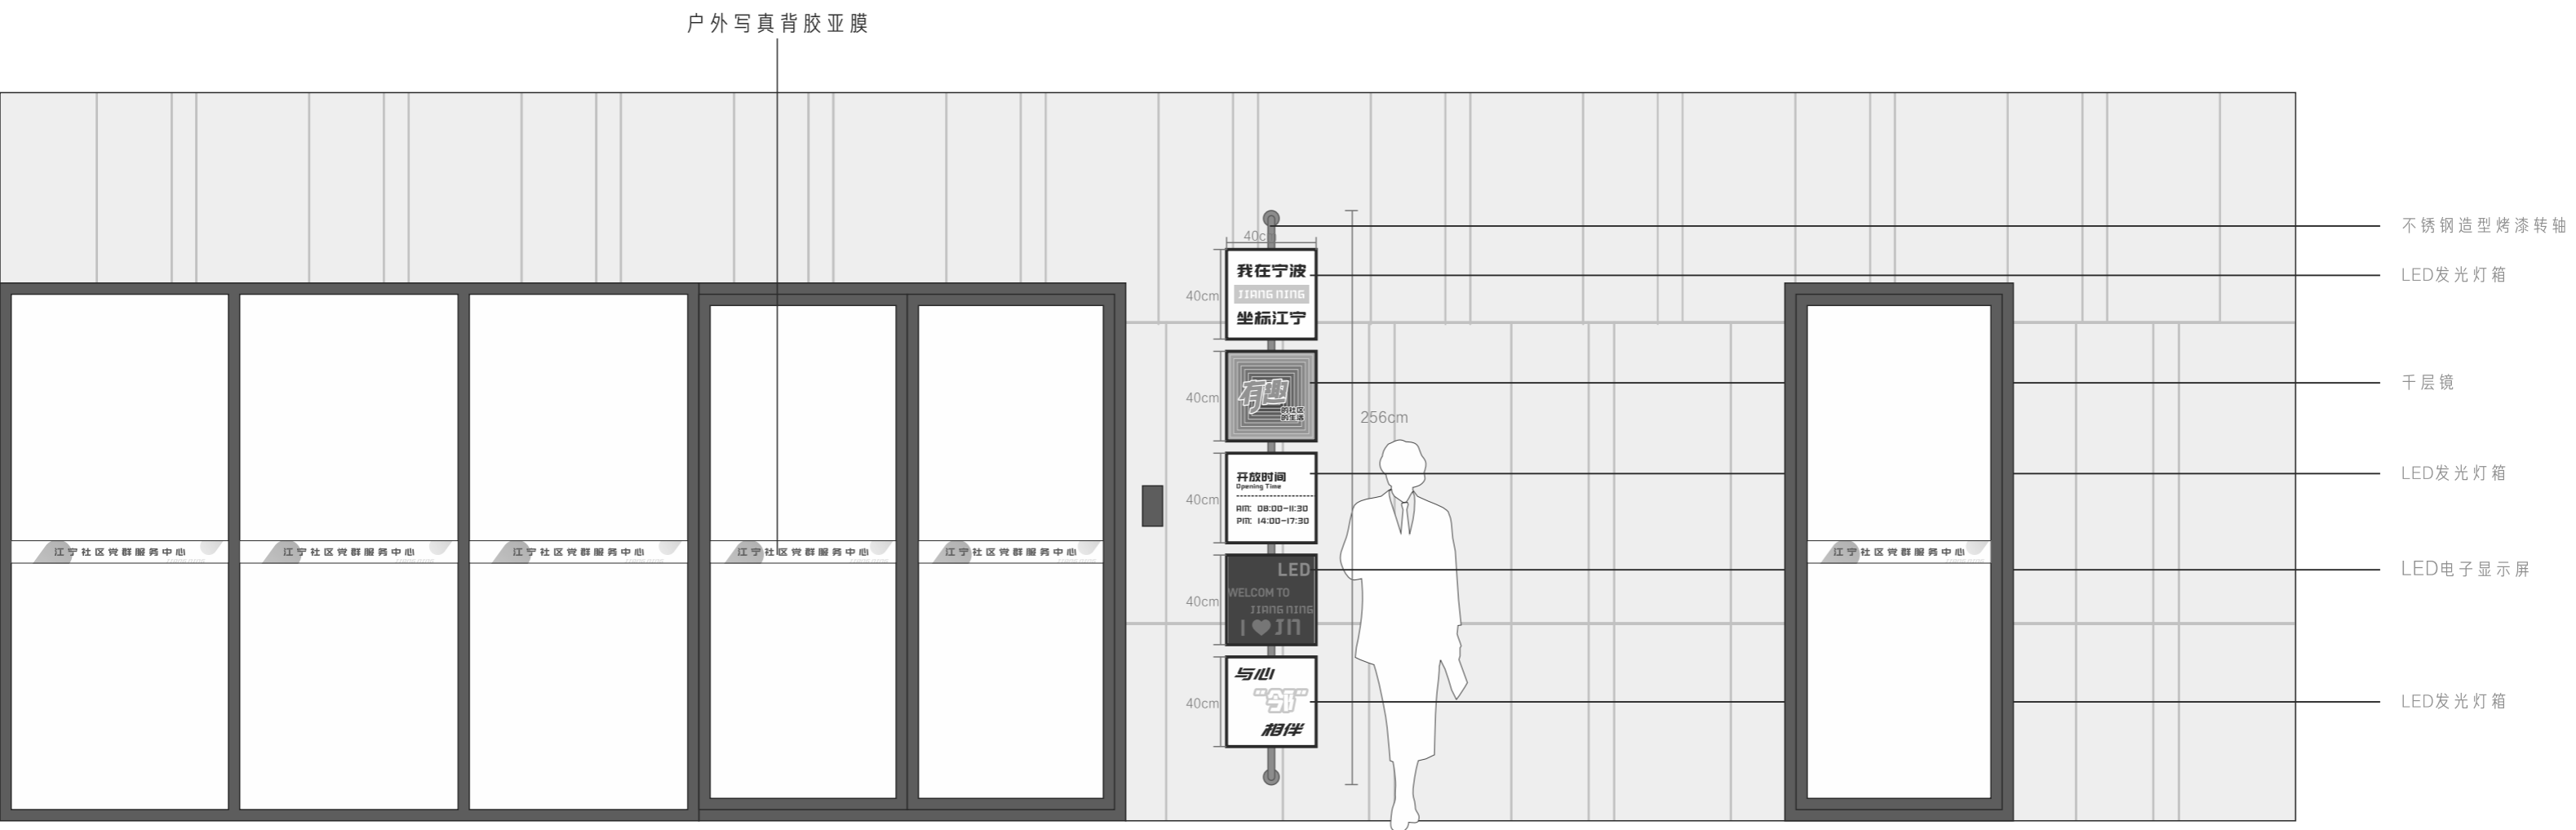 户外写真背胶亚膜
不锈钢造型烤漆转轴
40cm
LED发光灯箱
我在宁波
JIANG NING
坐标江宁
40cm
千层镜
有趣
的社区
的生活
40cm
256cm
LED发光灯箱
开放时间
Opening Time
AM: 08:00-11:30
PM: 14:00-17:30
40cm
江宁社区党群服务中心
江宁社区党群服务中心
江宁社区党群服务中心
江宁社区党群服务中心
江宁社区党群服务中心
江宁社区党群服务中心
LED电子显示屏
LED
WELCOM TO
JIANG NING
I JN
40cm
LED发光灯箱
与心
“邻”
相伴
40cm